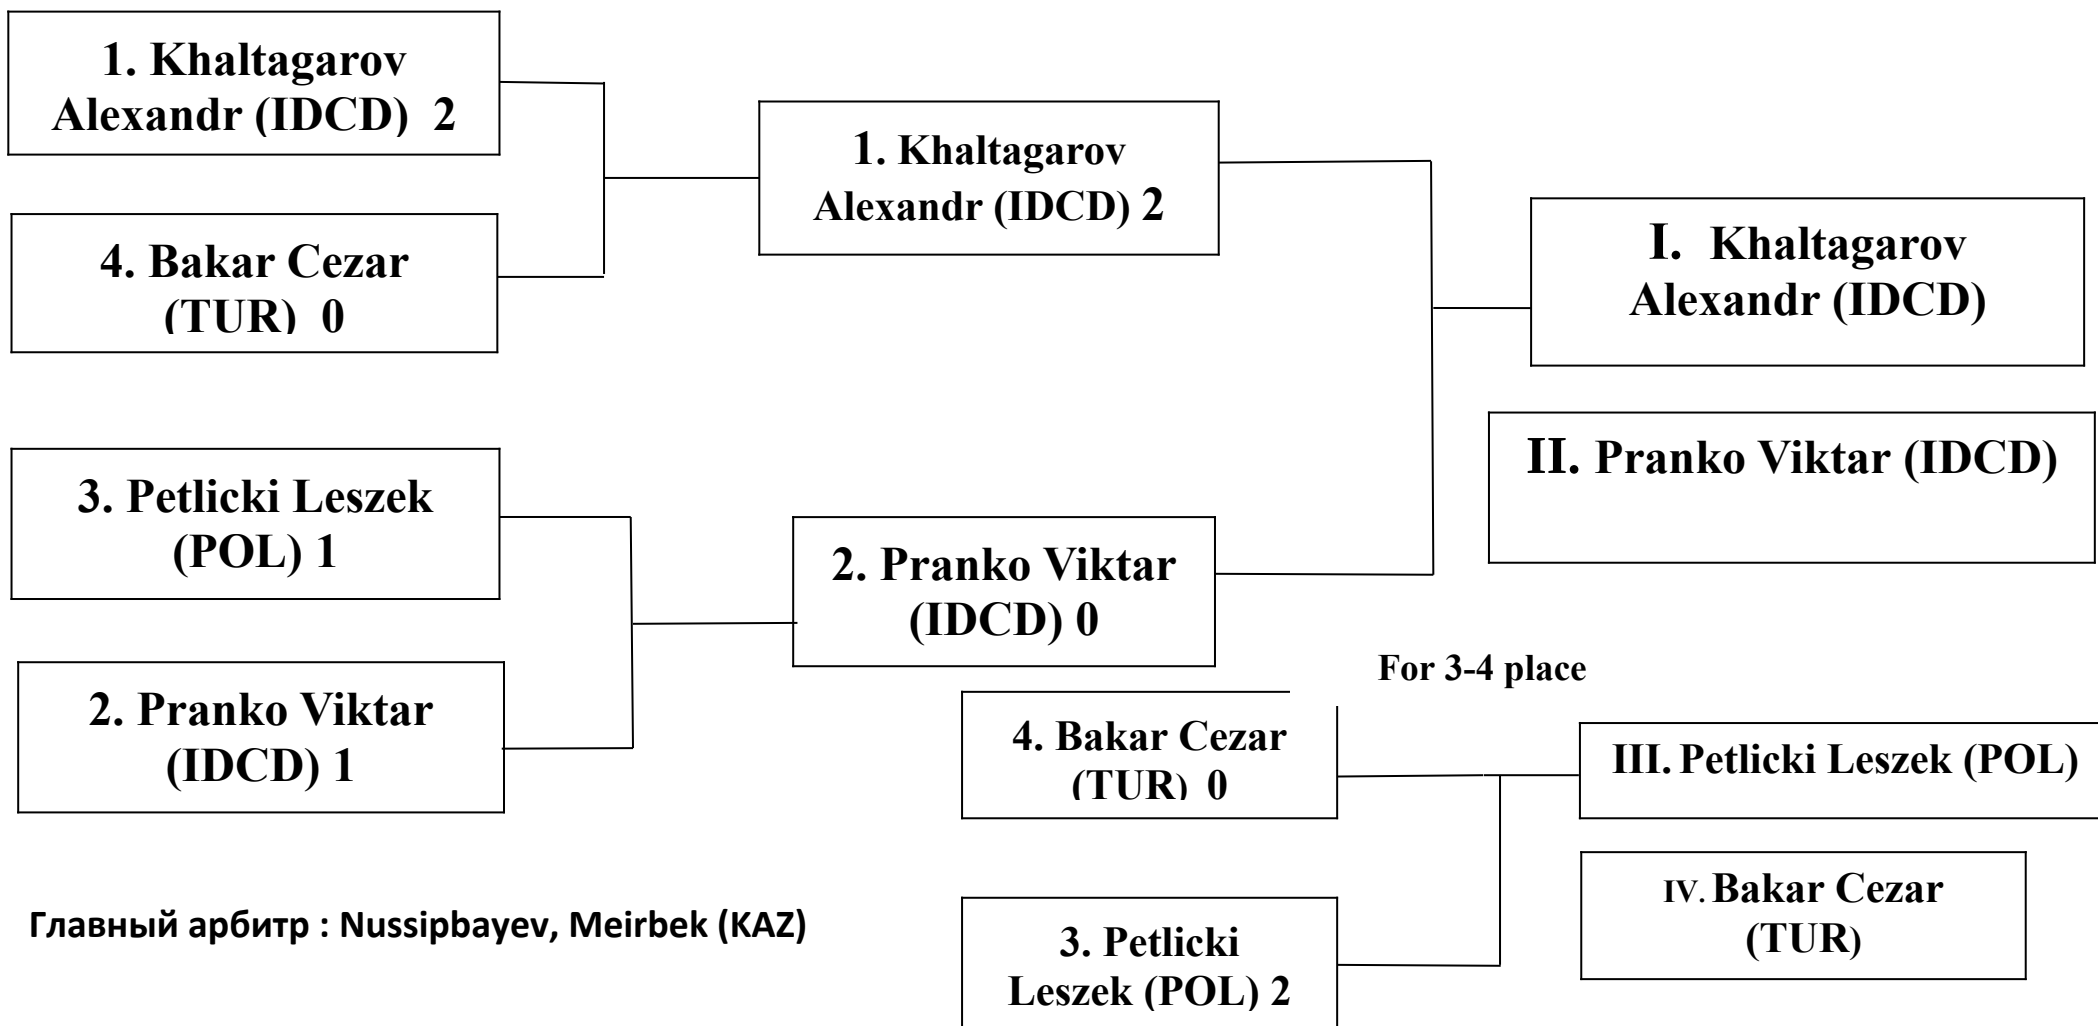 1. Khaltagarov
Alexandr (IDCD) 2
4. Bakar Cezar
(TUR) 0
3. Petlicki Leszek
(POL) 1
2. Pranko Viktar
(IDCD) 1
1. Khaltagarov
Alexandr (IDCD) 2
2. Pranko Viktar
(IDCD) 0
I. Khaltagarov
Alexandr (IDCD)
II. Pranko Viktar (IDCD)
For 3-4 place
4. Bakar Cezar
(TUR) 0
3. Petlicki
Leszek (POL) 2
III. Petlicki Leszek (POL)
IV. Bakar Cezar
(TUR)
Главный арбитр : Nussipbayev, Meirbek (KAZ)